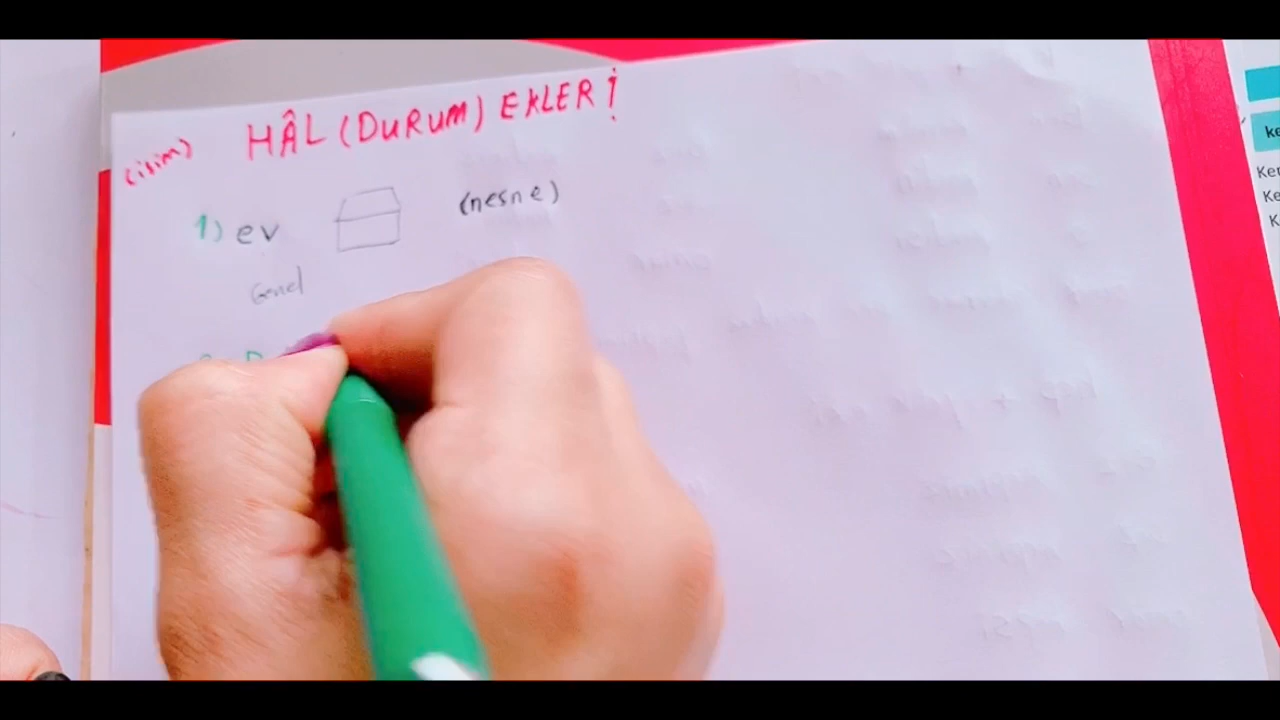 HÂL (DURUM) EKLERİ
(isim)
1) ev (nesne)
Genel